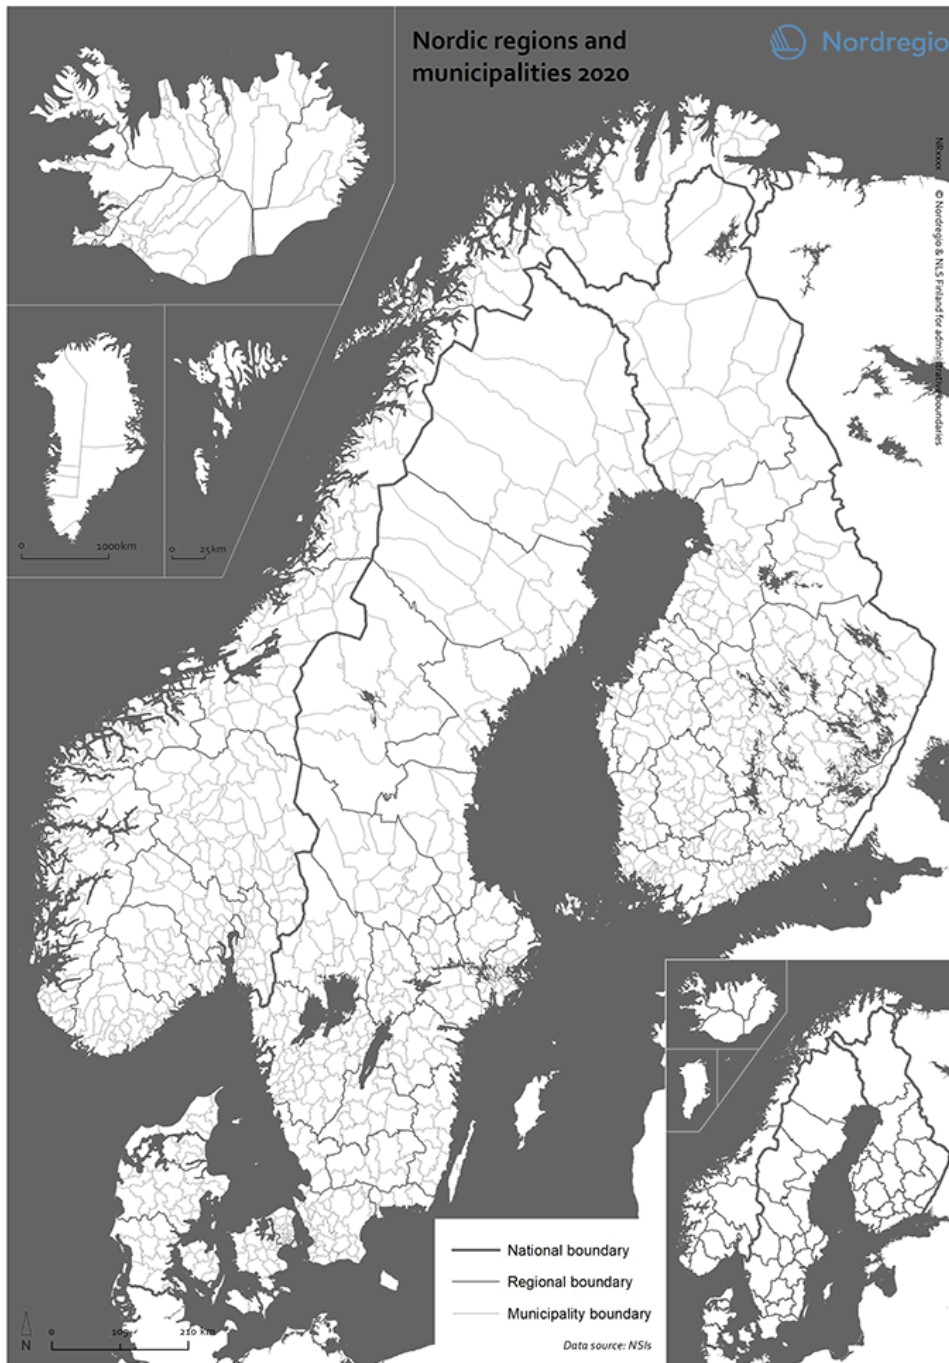 Nordic regions and
municipalities 2020
Nordregio
NRxxxx © Nordregio & NLS Finland for administrative boundaries
0 1000km
0 25km
National boundary
Regional boundary
Municipality boundary
Data source: NSIs
N
0 105 210 km